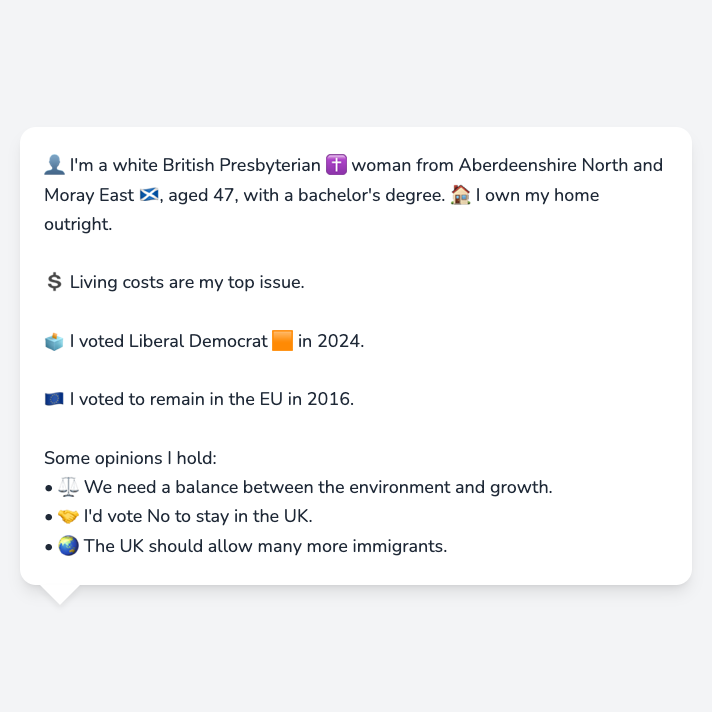 👤 I'm a white British Presbyterian ✝️ woman from Aberdeenshire North and
Moray East 🏴󠁧󠁢󠁳󠁣󠁴󠁿, aged 47, with a bachelor's degree. 🏠 I own my home
outright.
💲 Living costs are my top issue.
🗳️ I voted Liberal Democrat 🟧 in 2024.
🇪🇺 I voted to remain in the EU in 2016.
Some opinions I hold:
• ⚖️ We need a balance between the environment and growth.
• 🤝 I'd vote No to stay in the UK.
• 🌏 The UK should allow many more immigrants.